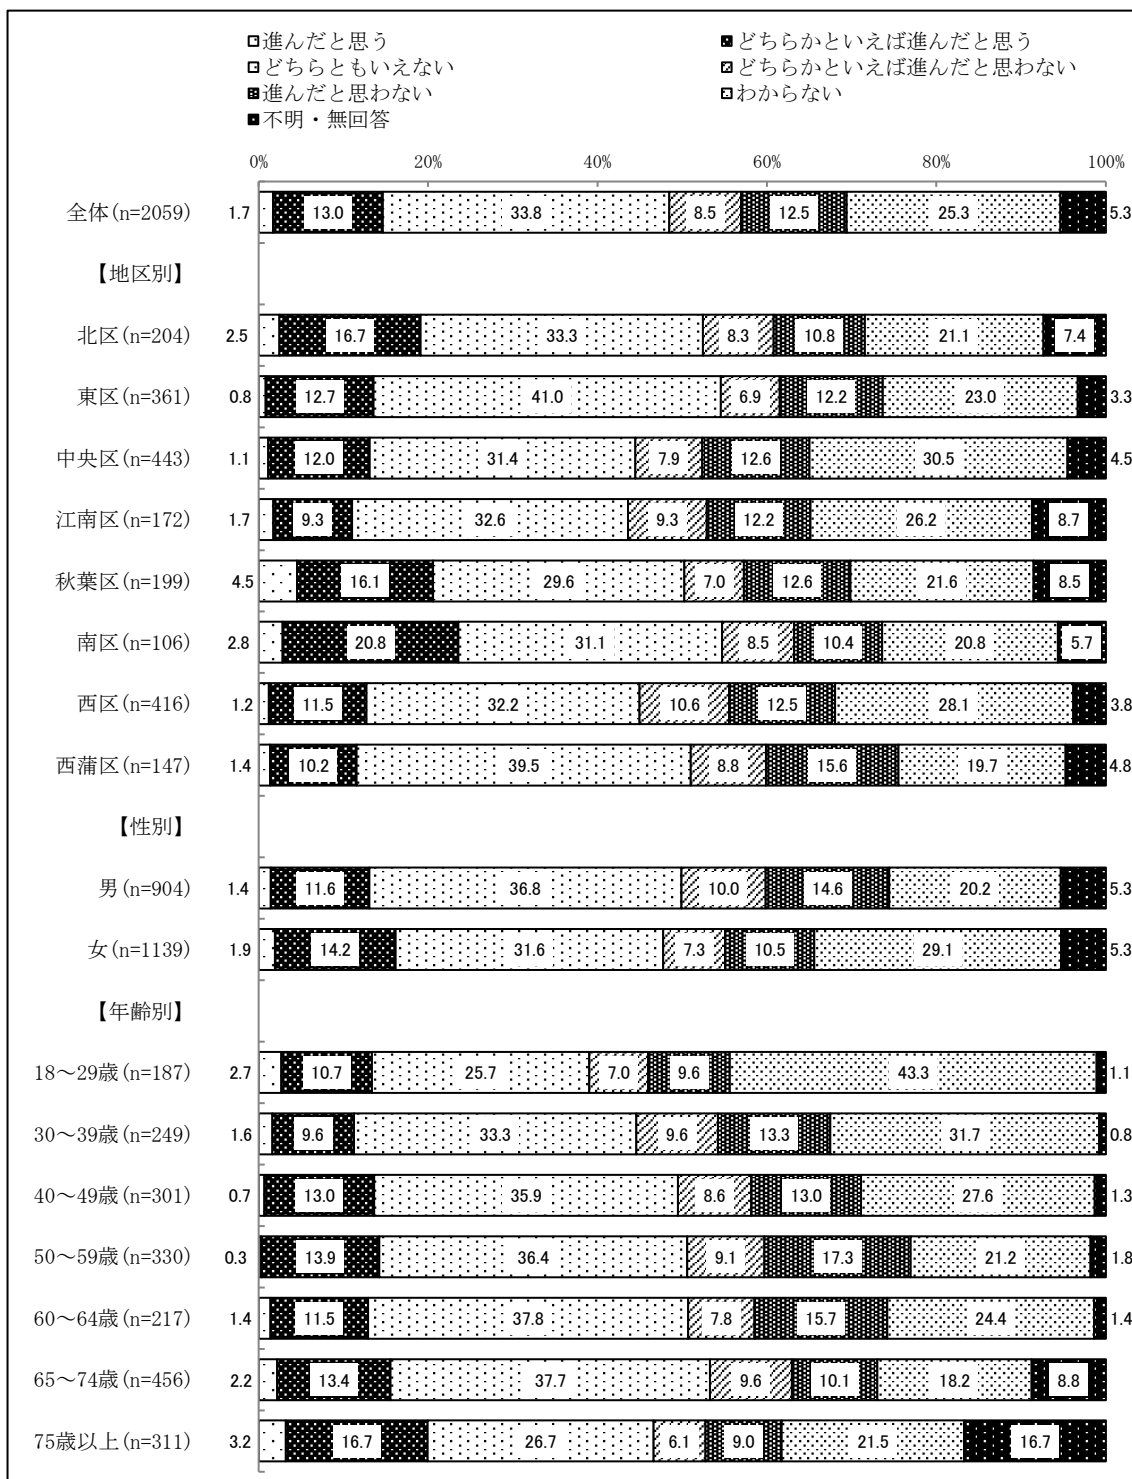 進んだと思う どちらかといえば進んだと思う
どちらともいえない どちらかといえば進んだと思わない
進んだと思わない わからない
不明・無回答
0% 20% 40% 60% 80% 100%
全体(n=2059) 1.7 13.0 33.8 8.5 12.5 25.3 5.3
【地区別】
北区(n=204) 2.5 16.7 33.3 8.3 10.8 21.1 7.4
東区(n=361) 0.8 12.7 41.0 6.9 12.2 23.0 3.3
中央区(n=443) 1.1 12.0 31.4 7.9 12.6 30.5 4.5
江南区(n=172) 1.7 9.3 32.6 9.3 12.2 26.2 8.7
秋葉区(n=199) 4.5 16.1 29.6 7.0 12.6 21.6 8.5
南区(n=106) 2.8 20.8 31.1 8.5 10.4 20.8 5.7
西区(n=416) 1.2 11.5 32.2 10.6 12.5 28.1 3.8
西蒲区(n=147) 1.4 10.2 39.5 8.8 15.6 19.7 4.8
【性別】
男(n=904) 1.4 11.6 36.8 10.0 14.6 20.2 5.3
女(n=1139) 1.9 14.2 31.6 7.3 10.5 29.1 5.3
【年齢別】
18～29歳(n=187) 2.7 10.7 25.7 7.0 9.6 43.3 1.1
30～39歳(n=249) 1.6 9.6 33.3 9.6 13.3 31.7 0.8
40～49歳(n=301) 0.7 13.0 35.9 8.6 13.0 27.6 1.3
50～59歳(n=330) 0.3 13.9 36.4 9.1 17.3 21.2 1.8
60～64歳(n=217) 1.4 11.5 37.8 7.8 15.7 24.4 1.4
65～74歳(n=456) 2.2 13.4 37.7 9.6 10.1 18.2 8.8
75歳以上(n=311) 3.2 16.7 26.7 6.1 9.0 21.5 16.7